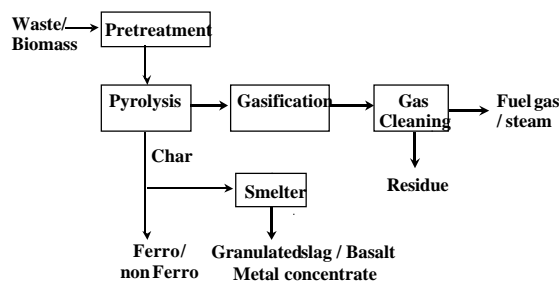 Waste/
Biomass
Pretreatment
Pyrolysis
Gasification
Gas
Cleaning
Fuel gas
/ steam
Char
Residue
Smelter
Ferro/
non Ferro
Granulatedslag / Basalt
Metal concentrate